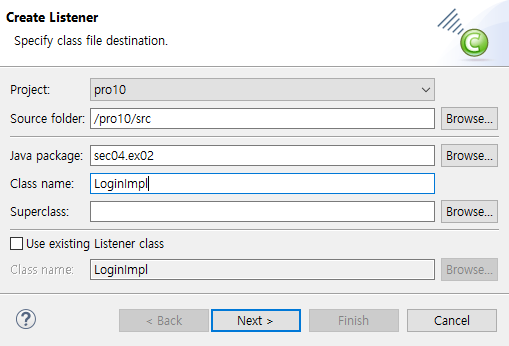 Create Listener
Specify class file destination.
C
Project: pro10
Source folder: /pro10/src Browse...
Java package: sec04.ex02 Browse...
Class name: LoginImpl
Superclass: Browse...
Use existing Listener class
Class name: LoginImpl Browse...
? < Back Next > Finish Cancel